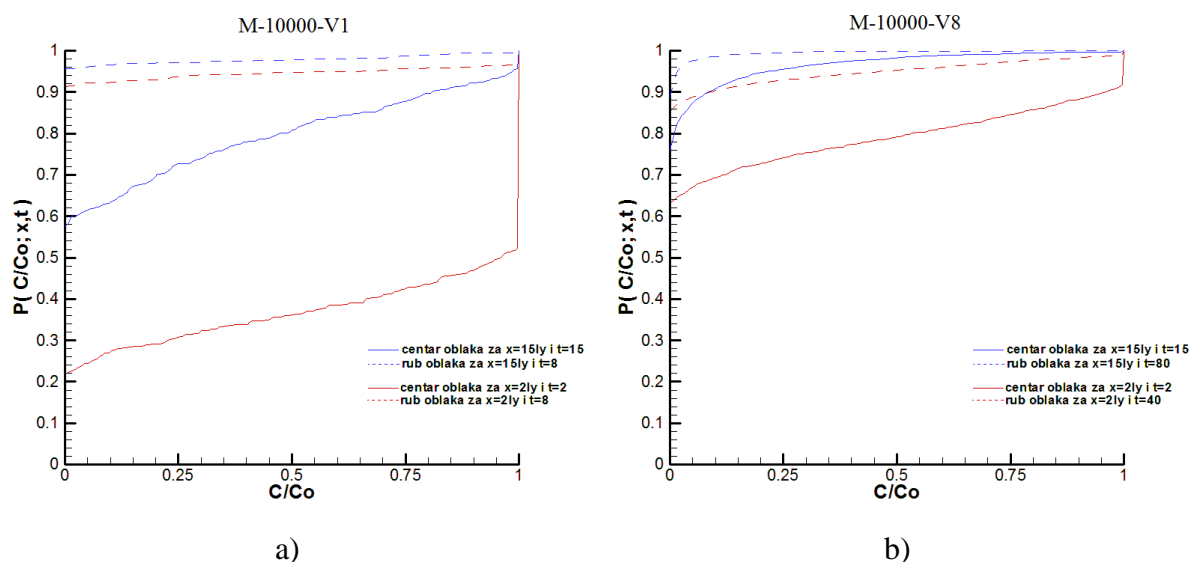 M-10000-V1
1
0.9
0.8
0.7
0.6
0.5
0.4
0.3
0.2
0.1
0
P( C/Co; x,t)
centar oblaka za x=15ly i t=15
rub oblaka za x=15ly i t=8
centar oblaka za x=2ly i t=2
rub oblaka za x=2ly i t=8
0 0.25 0.5 0.75 1
C/Co
a)
M-10000-V8
1
0.9
0.8
0.7
0.6
0.5
0.4
0.3
0.2
0.1
0
P( C/Co; x,t)
centar oblaka za x=15ly i t=15
rub oblaka za x=15ly i t=80
centar oblaka za x=2ly i t=2
rub oblaka za x=2ly i t=40
0 0.25 0.5 0.75 1
C/Co
b)